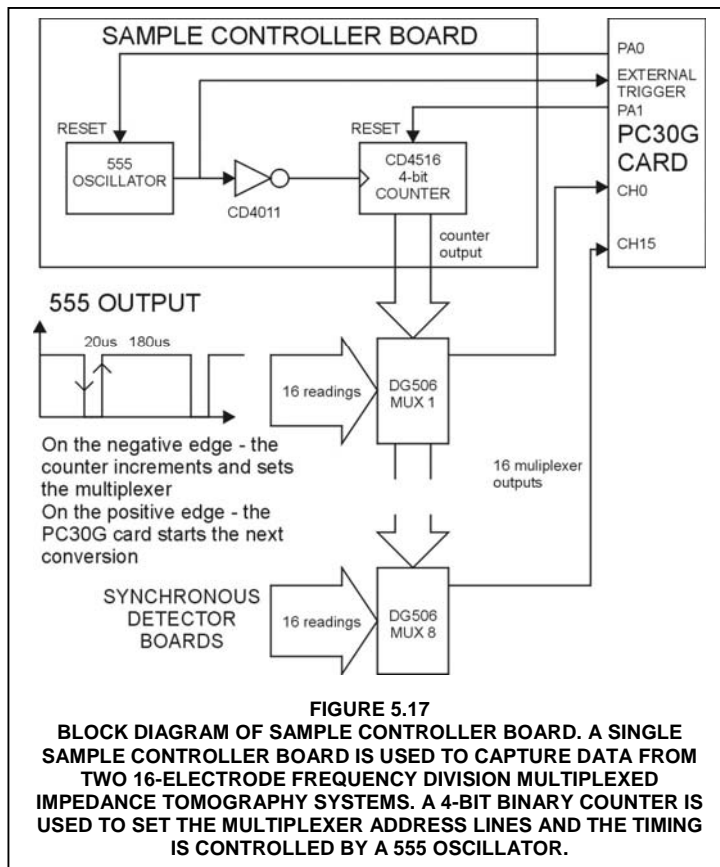 SAMPLE CONTROLLER BOARD
PA0
EXTERNAL
TRIGGER
PA1
PC30G
CARD
CH0
CH15
RESET
555
OSCILLATOR
CD4011
RESET
CD4516
4-bit
COUNTER
counter
output
555 OUTPUT
20us 180us
On the negative edge - the
counter increments and sets
the multiplexer
On the positive edge - the
PC30G card starts the next
conversion
16 readings
DG506
MUX 1
16 muliplexer
outputs
SYNCHRONOUS
DETECTOR
BOARDS
16 readings
DG506
MUX 8
FIGURE 5.17
BLOCK DIAGRAM OF SAMPLE CONTROLLER BOARD. A SINGLE
SAMPLE CONTROLLER BOARD IS USED TO CAPTURE DATA FROM
TWO 16-ELECTRODE FREQUENCY DIVISION MULTIPLEXED
IMPEDANCE TOMOGRAPHY SYSTEMS. A 4-BIT BINARY COUNTER IS
USED TO SET THE MULTIPLEXER ADDRESS LINES AND THE TIMING
IS CONTROLLED BY A 555 OSCILLATOR.